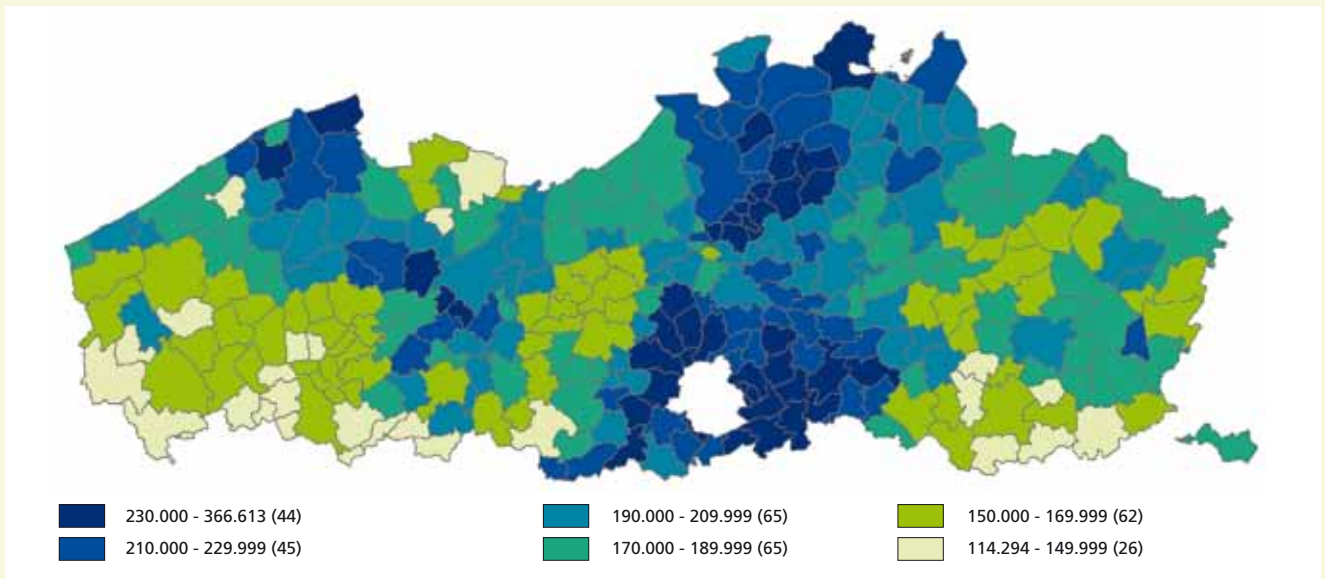 230.000 - 366.613 (44)
210.000 - 229.999 (45)
190.000 - 209.999 (65)
170.000 - 189.999 (65)
150.000 - 169.999 (62)
114.294 - 149.999 (26)